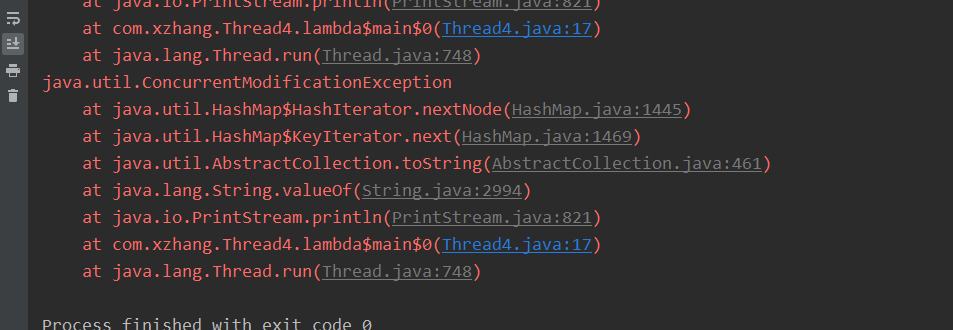 at java.io.PrintStream.println(PrintStream.java:821)
at com.xzhang.Thread4.lambda$main$0(Thread4.java:17)
at java.lang.Thread.run(Thread.java:748)
java.util.ConcurrentModificationException
at java.util.HashMap$HashIterator.nextNode(HashMap.java:1445)
at java.util.HashMap$KeyIterator.next(HashMap.java:1469)
at java.util.AbstractCollection.toString(AbstractCollection.java:461)
at java.lang.String.valueOf(String.java:2994)
at java.io.PrintStream.println(PrintStream.java:821)
at com.xzhang.Thread4.lambda$main$0(Thread4.java:17)
at java.lang.Thread.run(Thread.java:748)
Process finished with exit code 0